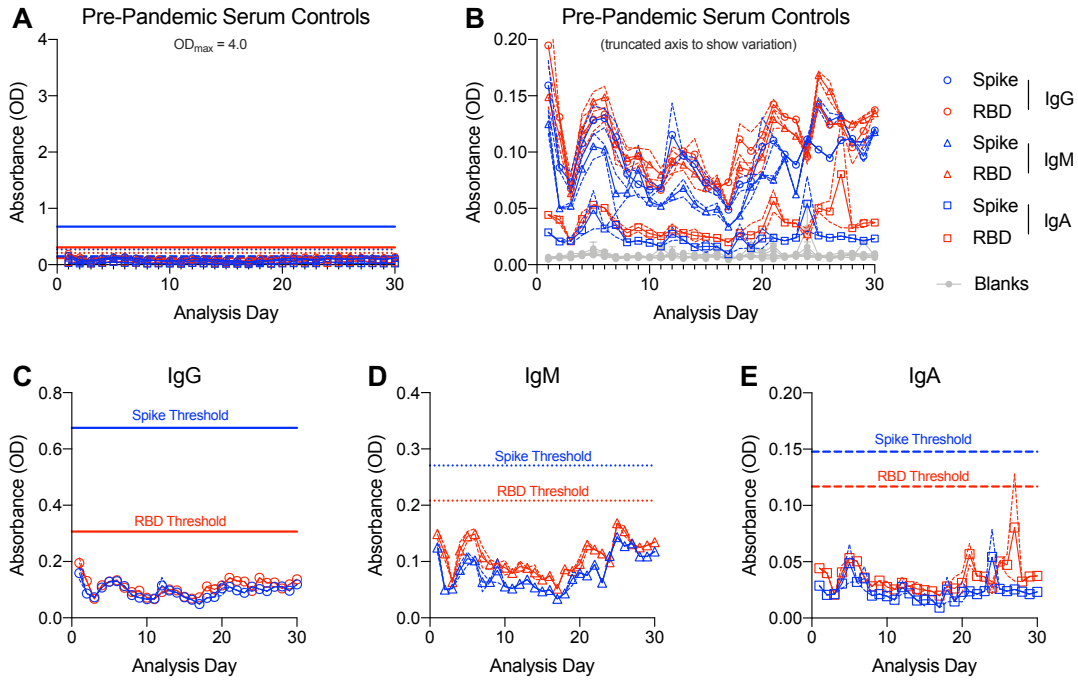 A
Pre-Pandemic Serum Controls
OD_max = 4.0
Absorbance (OD)
4
3
2
1
0
0 10 20 30
Analysis Day
B
Pre-Pandemic Serum Controls
(truncated axis to show variation)
Absorbance (OD)
0.20
0.15
0.10
0.05
0.00
0 10 20 30
Analysis Day
Spike
RBD
IgG
Spike
RBD
IgM
Spike
RBD
IgA
Blanks
C
IgG
Absorbance (OD)
0.8
0.6
0.4
0.2
0.0
Spike Threshold
RBD Threshold
0 10 20 30
Analysis Day
D
IgM
Absorbance (OD)
0.4
0.3
0.2
0.1
0.0
Spike Threshold
RBD Threshold
0 10 20 30
Analysis Day
E
IgA
Absorbance (OD)
0.20
0.15
0.10
0.05
0.00
Spike Threshold
RBD Threshold
0 10 20 30
Analysis Day